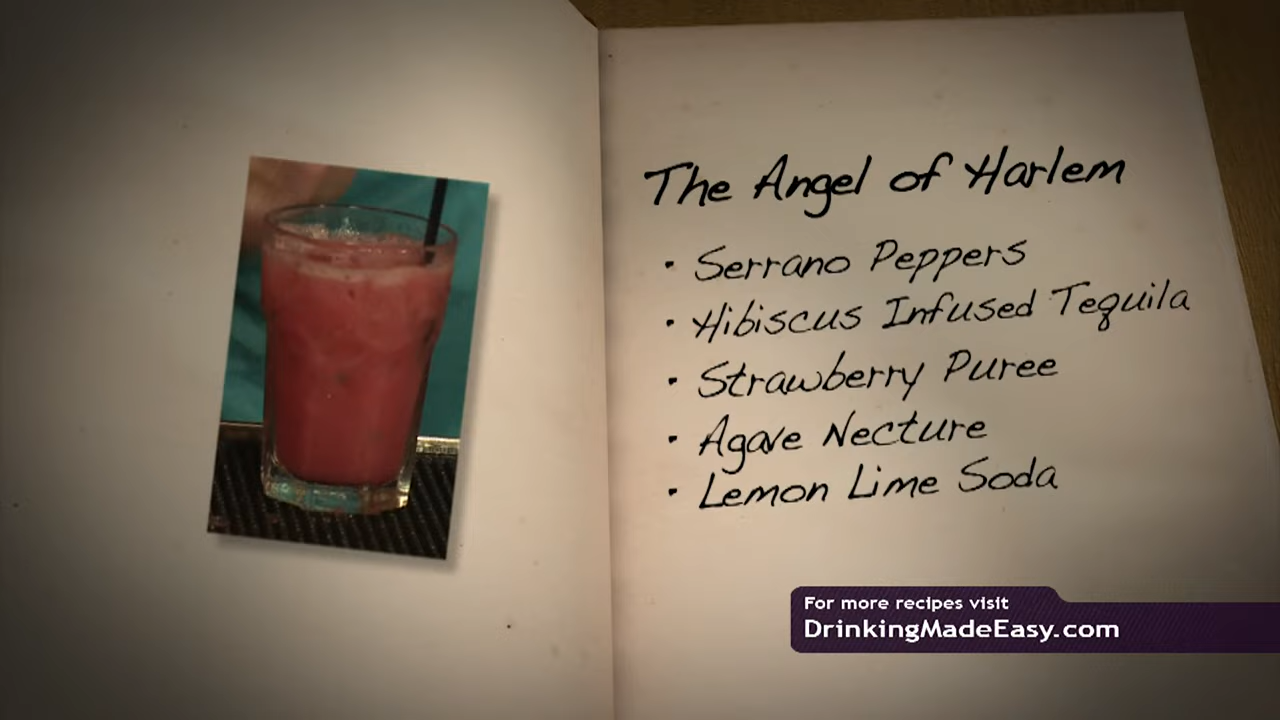 The Angel of Harlem
• Serrano Peppers
• Hibiscus Infused Tequila
• Strawberry Puree
• Agave Necture
• Lemon Lime Soda
For more recipes visit
DrinkingMadeEasy.com